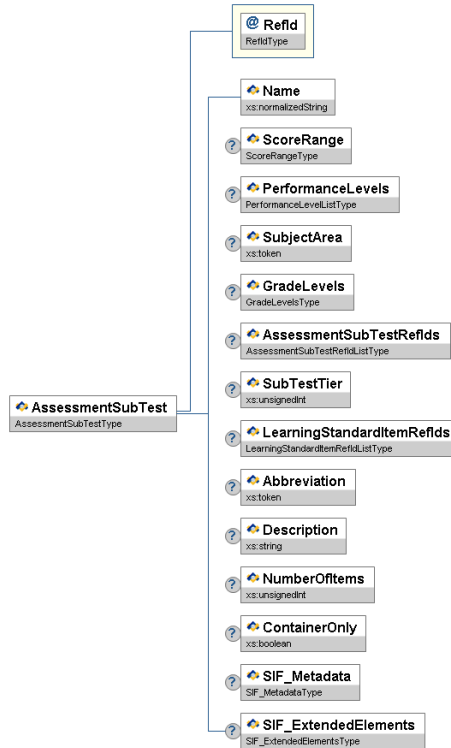 @ RefId
RefIdType
Name
xs:normalizedString
? ScoreRange
ScoreRangeType
? PerformanceLevels
PerformanceLevelListType
? SubjectArea
xs:token
? GradeLevels
GradeLevelsType
? AssessmentSubTestRefIds
AssessmentSubTestRefIdListType
? SubTestTier
xs:unsignedInt
AssessmentSubTest
AssessmentSubTestType
? LearningStandardItemRefIds
LearningStandardItemRefIdListType
? Abbreviation
xs:token
? Description
xs:string
? NumberOfItems
xs:unsignedInt
? ContainerOnly
xs:boolean
? SIF_Metadata
SIF_MetadataType
? SIF_ExtendedElements
SIF_ExtendedElementsType